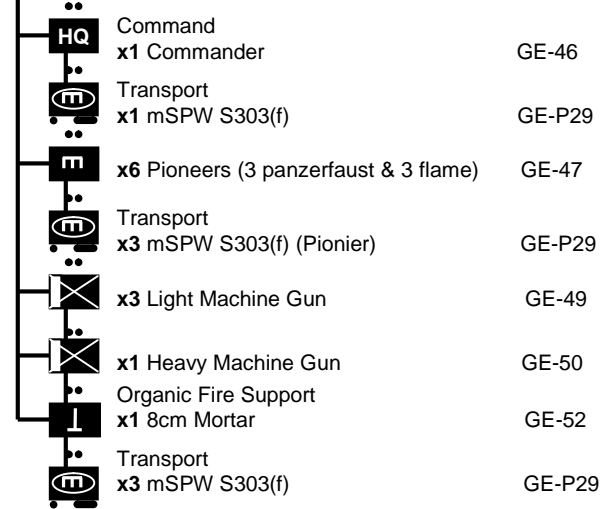 HQ
Command
x1 Commander GE-46
Transport
x1 mSPW S303(f) GE-P29
x6 Pioneers (3 panzerfaust & 3 flame) GE-47
Transport
x3 mSPW S303(f) (Pionier) GE-P29
x3 Light Machine Gun GE-49
x1 Heavy Machine Gun GE-50
Organic Fire Support
x1 8cm Mortar GE-52
Transport
x3 mSPW S303(f) GE-P29